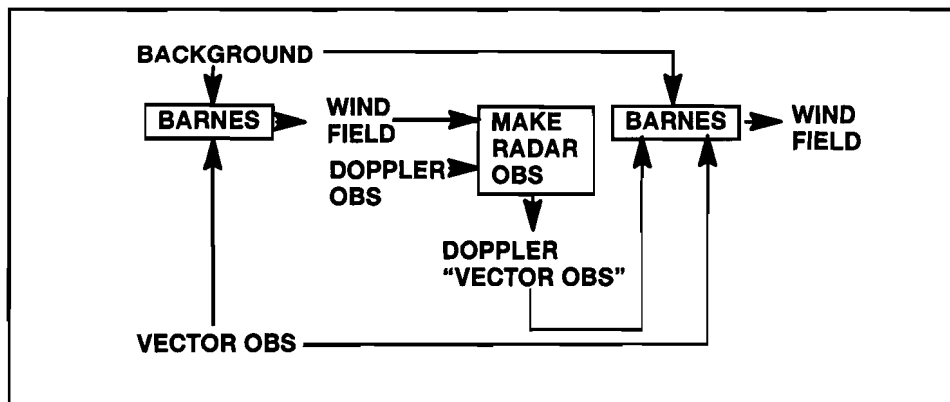 BACKGROUND
BARNES
WIND
FIELD
DOPPLER
OBS
MAKE
RADAR
OBS
BARNES
WIND
FIELD
DOPPLER
“VECTOR OBS”
VECTOR OBS